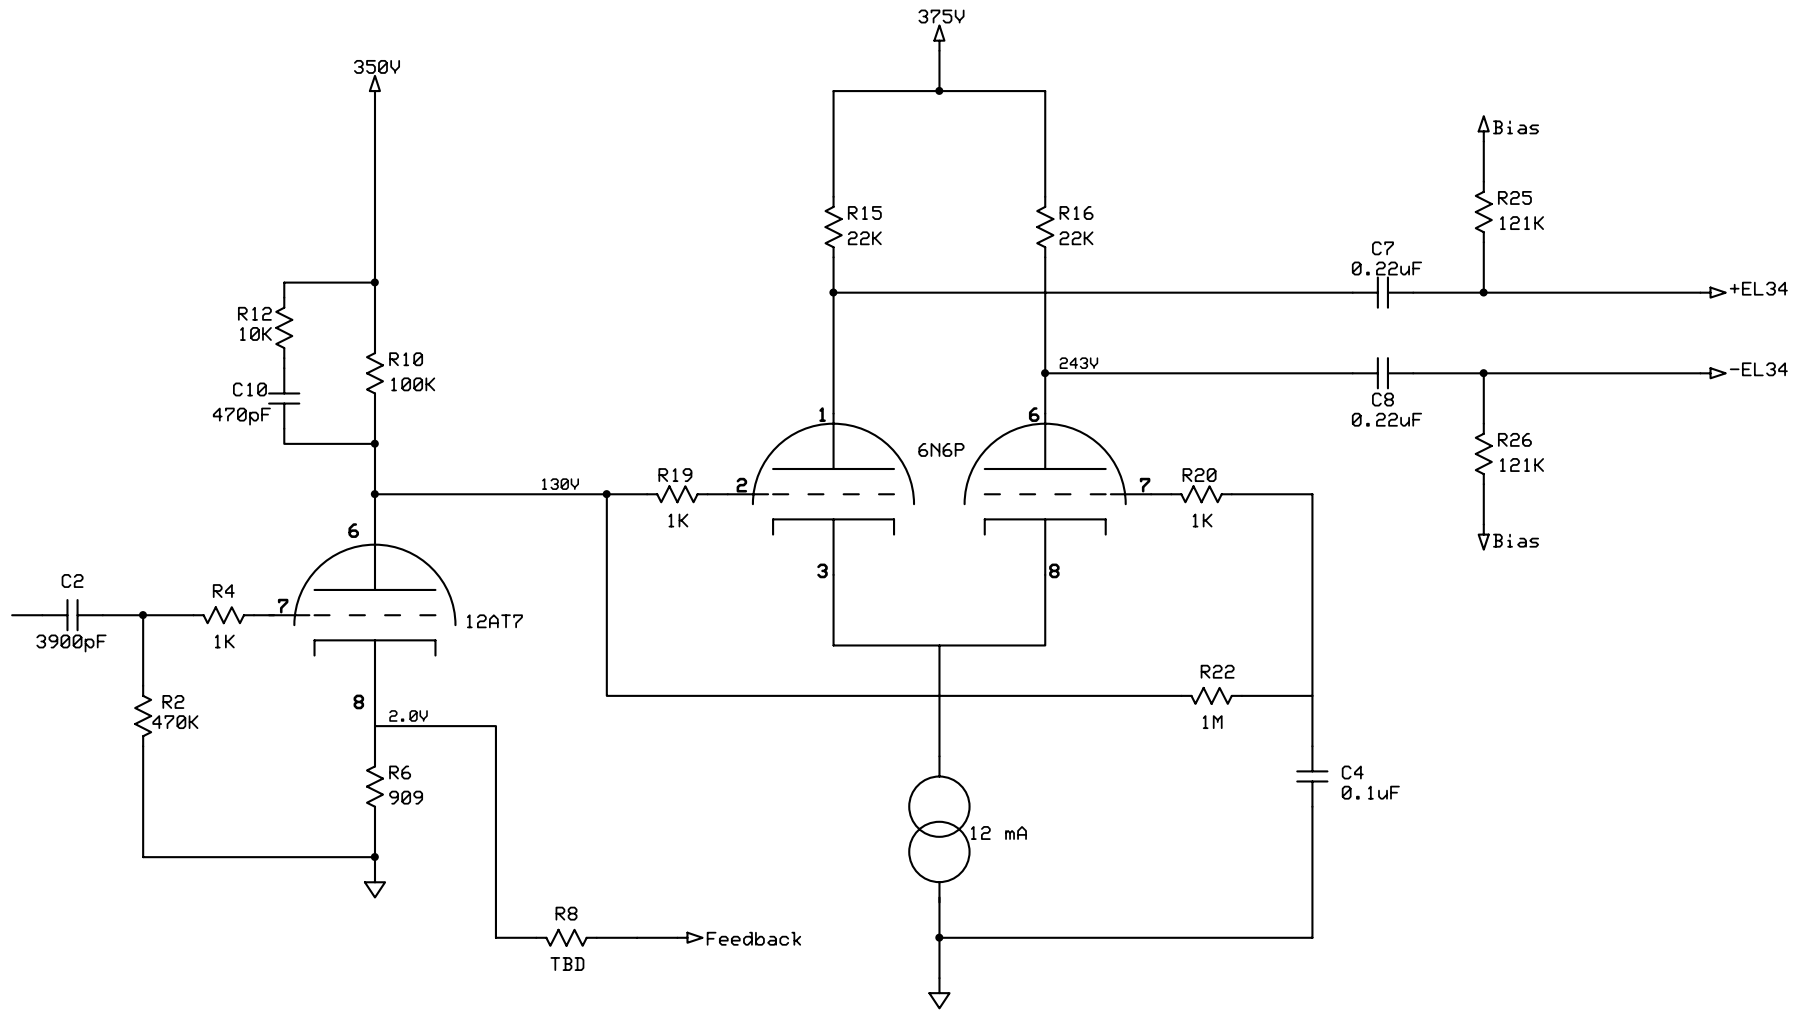 375V
350V
Bias
R25
121K
R15
22K
R16
22K
C7
0.22uF
+EL34
R12
10K
R10
100K
243V
-EL34
C10
470pF
C8
0.22uF
1
6
6N6P
R26
121K
130V
R19
1K
2
7
R20
1K
6
Bias
3
8
C2
3900pF
R4
1K
7
12AT7
R2
470K
8
2.0V
R22
1M
R6
909
C4
0.1uF
12 mA
R8
TBD
Feedback